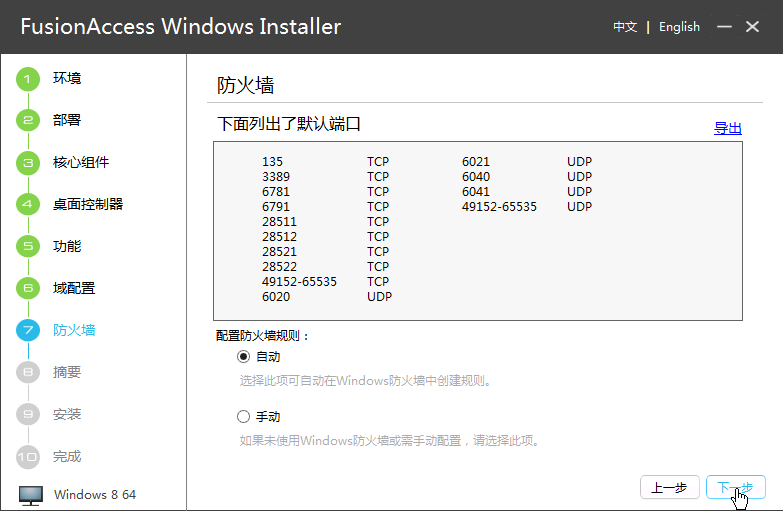 FusionAccess Windows Installer 中文 | English
1 环境
2 部署
3 核心组件
4 桌面控制器
5 功能
6 域配置
7 防火墙
8 摘要
9 安装
10 完成
Windows 8 64
防火墙
下面列出了默认端口 导出
135 TCP 6021 UDP
3389 TCP 6040 UDP
6781 TCP 6041 UDP
6791 TCP 49152-65535 UDP
28511 TCP
28512 TCP
28521 TCP
28522 TCP
49152-65535 TCP
6020 UDP
配置防火墙规则：
自动
选择此项可自动在Windows防火墙中创建规则。
手动
如果未使用Windows防火墙或需手动配置，请选择此项。
上一步 下一步